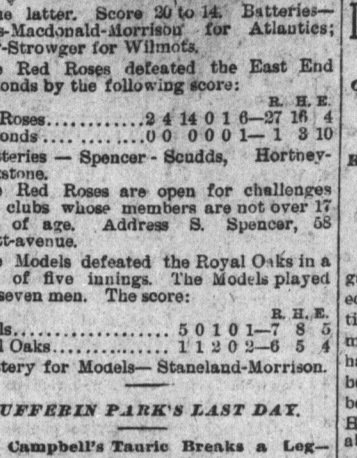 e latter. Score 20 to 14. Batteries—
s-Macdonald-Morrison for Atlantics;
-Strowger for Wilmots.
Red Roses defeated the East End
onds by the following score:
R. H. E.
Roses............2 4 14 0 1 6—27 16 4
onds ............0 0 0 0 0 1— 1 3 10
teries — Spencer - Scudds, Hortney-
stone.
Red Roses are open for challenges
clubs whose members are not over 17
of age. Address S. Spencer, 58
tt-avenue.
Models defeated the Royal Oaks in a
of five innings. The Models played
seven men. The score:
R. H. E.
ls...............5 0 1 0 1—7 8 5
l Oaks............1 1 2 0 2—6 5 4
tery for Models— Staneland-Morrison.
UFFERIN PARK'S LAST DAY.
Campbell's Tauric Breaks a Leg—